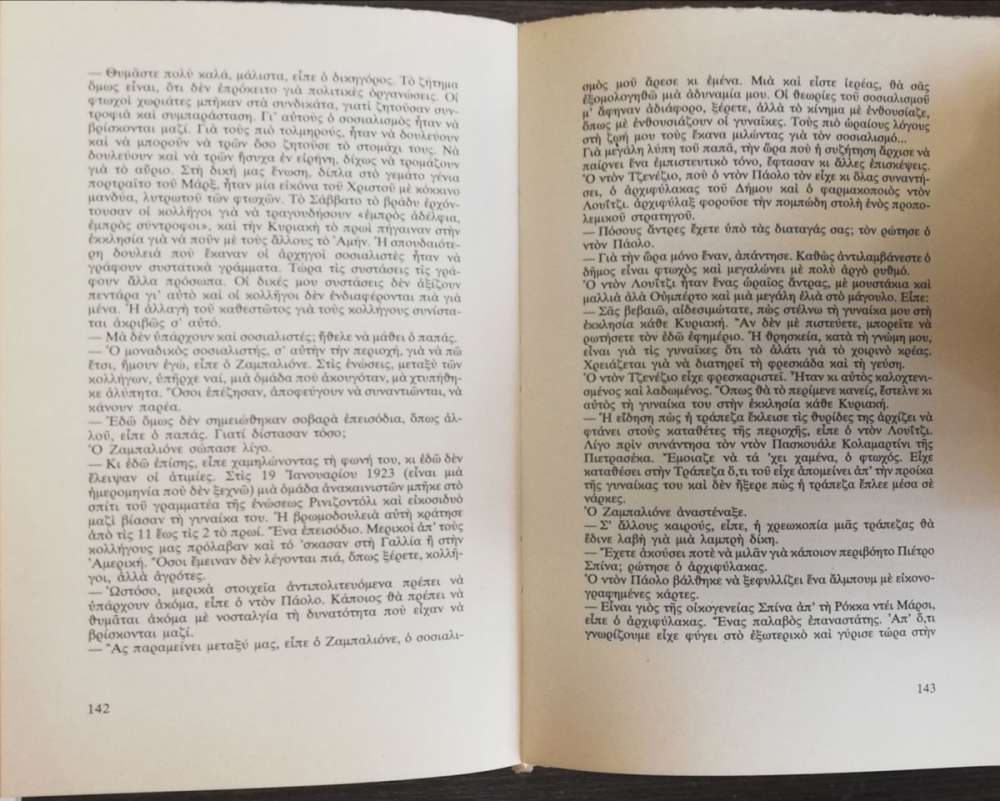 — Θυμᾶστε πολὺ καλά, μάλιστα, εἶπε ὁ δικηγόρος. Τὸ ζήτημα
ὅμως εἶναι, ὅτι δὲν ἐπρόκειτο γιὰ πολιτικὲς ὀργανώσεις. Οἱ
φτωχοὶ χωριάτες μπῆκαν στὰ συνδικάτα, γιατὶ ζητοῦσαν συν-
τροφιὰ καὶ συμπαράσταση. Γι' αὐτοὺς ὁ σοσιαλισμὸς ἦταν νὰ
βρίσκονται μαζί. Γιὰ τοὺς πιὸ τολμηρούς, ἦταν νὰ δουλεύουν
καὶ νὰ μποροῦν νὰ τρῶν ὅσο ζητοῦσε τὸ στομάχι τους. Νὰ
δουλεύουν καὶ νὰ τρῶν ἥσυχα ἐν εἰρήνη, δίχως νὰ τρομάζουν
γιὰ τὸ αὔριο. Στὴ δική μας ἕνωση, δίπλα στὸ γεμάτο γένια
πορτραῖτο τοῦ Μάρξ, ἦταν μία εἰκόνα τοῦ Χριστοῦ μὲ κόκκινο
μανδύα, λυτρωτοῦ τῶν φτωχῶν. Τὸ Σάββατο τὸ βράδυ ἐρχόν-
τουσαν οἱ κολλῆγοι γιὰ νὰ τραγουδήσουν «ἐμπρὸς ἀδέλφια,
ἐμπρὸς σύντροφοι», καὶ τὴν Κυριακὴ τὸ πρωὶ πήγαιναν στὴν
ἐκκλησία γιὰ νὰ ποῦν μὲ τοὺς ἄλλους τὸ Ἀμήν. Ἡ σπουδαιότε-
ρη δουλειὰ ποὺ ἔκαναν οἱ ἀρχηγοὶ σοσιαλιστὲς ἦταν νὰ
γράφουν συστατικὰ γράμματα. Τώρα τὶς συστάσεις τὶς γρά-
φουν ἄλλα πρόσωπα. Οἱ δικές μου συστάσεις δὲν ἀξίζουν
πεντάρα γι' αὐτὸ καὶ οἱ κολλῆγοι δὲν ἐνδιαφέρονται πιὰ γιὰ
μένα. Ἡ ἀλλαγὴ τοῦ καθεστῶτος γιὰ τοὺς κολλήγους συνίστα-
ται ἀκριβῶς σ' αὐτό.
— Μὰ δὲν ὑπάρχουν καὶ σοσιαλιστές; ἤθελε νὰ μάθει ὁ παπάς.
— Ὁ μοναδικὸς σοσιαλιστής, σ' αὐτὴν τὴν περιοχή, γιὰ νὰ πῶ
ἔτσι, ἤμουν ἐγώ, εἶπε ὁ Ζαμπαλιόνε. Στὶς ἑνώσεις, μεταξὺ τῶν
κολλήγων, ὑπῆρχε ναί, μιὰ ὁμάδα ποὺ ἀκουγόταν, μὰ χτυπήθη-
κε ἀλύπητα. Ὅσοι ἐπέζησαν, ἀποφεύγουν νὰ συναντιῶνται, νὰ
κάνουν παρέα.
— Ἐδῶ ὅμως δὲν σημειώθηκαν σοβαρὰ ἐπεισόδια, ὅπως ἀλ-
λοῦ, εἶπε ὁ παπάς. Γιατί δίστασαν τόσο;
Ὁ Ζαμπαλιόνε σώπασε λίγο.
— Κι ἐδῶ ἐπίσης, εἶπε χαμηλώνοντας τὴ φωνή του, κι ἐδῶ δὲν
ἔλειψαν οἱ ἀτιμίες. Στὶς 19 Ἰανουαρίου 1923 (εἶναι μιὰ
ἡμερομηνία ποὺ δὲν ξεχνῶ) μιὰ ὁμάδα ἀνακαινιστῶν μπῆκε στὸ
σπίτι τοῦ γραμματέα τῆς ἑνώσεως Ρινιζοντόλι καὶ εἰκοσιδυὸ
μαζὶ βίασαν τὴ γυναίκα του. Ἡ βρωμοδουλειὰ αὐτὴ κράτησε
ἀπὸ τὶς 11 ἕως τὶς 2 τὸ πρωί. Ἕνα ἐπεισόδιο. Μερικοὶ ἀπ' τοὺς
κολλήγους μας πρόλαβαν καὶ τό 'σκασαν στὴ Γαλλία ἢ στὴν
Ἀμερική. Ὅσοι ἔμειναν δὲν λέγονται πιά, ὅπως ξέρετε, κολλῆ-
γοι, ἀλλὰ ἀγρότες.
— Ὡστόσο, μερικὰ στοιχεῖα ἀντιπολιτευόμενα πρέπει νὰ
ὑπάρχουν ἀκόμα, εἶπε ὁ ντὸν Πάολο. Κάποιος θὰ πρέπει νὰ
θυμᾶται ἀκόμα μὲ νοσταλγία τὴ δυνατότητα ποὺ εἶχαν νὰ
βρίσκονται μαζί.
— Ἂς παραμείνει μεταξύ μας, εἶπε ὁ Ζαμπαλιόνε, ὁ σοσιαλι-
142
σμὸς μοῦ ἄρεσε κι ἐμένα. Μιὰ καὶ εἶστε ἱερέας, θὰ σᾶς
ἐξομολογηθῶ μιὰ ἀδυναμία μου. Οἱ θεωρίες τοῦ σοσιαλισμοῦ
μ' ἄφηναν ἀδιάφορο, ξέρετε, ἀλλὰ τὸ κίνημα μὲ ἐνθουσίαζε,
ὅπως μὲ ἐνθουσιάζουν οἱ γυναῖκες. Τοὺς πιὸ ὡραίους λόγους
στὴ ζωή μου τοὺς ἔκανα μιλώντας γιὰ τὸν σοσιαλισμό...
Γιὰ μεγάλη λύπη τοῦ παπᾶ, τὴν ὥρα ποὺ ἡ συζήτηση ἄρχισε νὰ
παίρνει ἕνα ἐμπιστευτικὸ τόνο, ἔφτασαν κι ἄλλες ἐπισκέψεις.
Ὁ ντὸν Τζενέζιο, ποὺ ὁ ντὸν Πάολο τὸν εἶχε κι ὅλας συναντή-
σει, ὁ ἀρχιφύλακας τοῦ Δήμου καὶ ὁ φαρμακοποιὸς ντὸν
Λουΐτζι. ἀρχιφύλαξ φοροῦσε τὴν πομπώδη στολὴ ἑνὸς προπο-
λεμικοῦ στρατηγοῦ.
— Πόσους ἄντρες ἔχετε ὑπὸ τὰς διαταγάς σας; τὸν ρώτησε ὁ
ντὸν Πάολο.
— Γιὰ τὴν ὥρα μόνο ἕναν, ἀπάντησε. Καθὼς ἀντιλαμβάνεστε ὁ
δῆμος εἶναι φτωχὸς καὶ μεγαλώνει μὲ πολὺ ἀργὸ ρυθμό.
Ὁ ντὸν Λουΐτζι ἦταν ἕνας ὡραῖος ἄντρας, μὲ μουστάκια καὶ
μαλλιὰ ἀλὰ Οὑμπέρτο καὶ μιὰ μεγάλη ἐλιὰ στὸ μάγουλο. Εἶπε:
— Σᾶς βεβαιῶ, αἰδεσιμώτατε, πὼς στέλνω τὴ γυναίκα μου στὴ
ἐκκλησία κάθε Κυριακή. Ἂν δὲν μὲ πιστεύετε, μπορεῖτε νὰ
ρωτήσετε τὸν ἐδῶ ἐφημέριο. Ἡ θρησκεία, κατὰ τὴ γνώμη μου,
εἶναι γιὰ τὶς γυναῖκες ὅτι τὸ ἁλάτι γιὰ τὸ χοιρινὸ κρέας.
Χρειάζεται γιὰ νὰ διατηρεῖ τὴ φρεσκάδα καὶ τὴ γεύση.
Ὁ ντὸν Τζενέζιο εἶχε φρεσκαριστεῖ. Ἦταν κι αὐτὸς καλοχτενι-
σμένος καὶ λαδωμένος. Ὅπως θὰ τὸ περίμενε κανείς, ἔστελνε κι
αὐτὸς τὴ γυναίκα του στὴν ἐκκλησία κάθε Κυριακή.
— Ἡ εἴδηση πὼς ἡ τράπεζα ἔκλεισε τὶς θυρίδες της ἀρχίζει νὰ
φτάνει στοὺς καταθέτες τῆς περιοχῆς, εἶπε ὁ ντὸν Λουΐτζι.
Λίγο πρὶν συνάντησα τὸν ντὸν Πασκουάλε Κολαμαρτίνι τῆς
Πιετρασέκα. Ἔμοιαζε νὰ τά 'χει χαμένα, ὁ φτωχός. Εἶχε
καταθέσει στὴν Τράπεζα ὅ,τι τοῦ εἶχε ἀπομείνει ἀπ' τὴν προίκα
τῆς γυναίκας του καὶ δὲν ἤξερε πὼς ἡ τράπεζα ἔπλεε μέσα σὲ
νάρκες.
Ὁ Ζαμπαλιόνε ἀναστέναξε.
— Σ' ἄλλους καιρούς, εἶπε, ἡ χρεωκοπία μιᾶς τράπεζας θὰ
ἔδινε λαβὴ γιὰ μιὰ λαμπρὴ δίκη.
— Ἔχετε ἀκούσει ποτὲ νὰ μιλᾶν γιὰ κάποιον περιβόητο Πιέτρο
Σπίνα; ρώτησε ὁ ἀρχιφύλακας.
Ὁ ντὸν Πάολο βάλθηκε νὰ ξεφυλλίζει ἕνα ἄλμπουμ μὲ εἰκονο-
γραφημένες κάρτες.
— Εἶναι γιὸς τῆς οἰκογενείας Σπίνα ἀπ' τὴ Ρόκκα ντέι Μάρσι,
εἶπε ὁ ἀρχιφύλακας. Ἕνας παλαβὸς ἐπαναστάτης. Ἀπ' ὅ,τι
γνωρίζουμε εἶχε φύγει στὸ ἐξωτερικὸ καὶ γύρισε τώρα στὴν
143